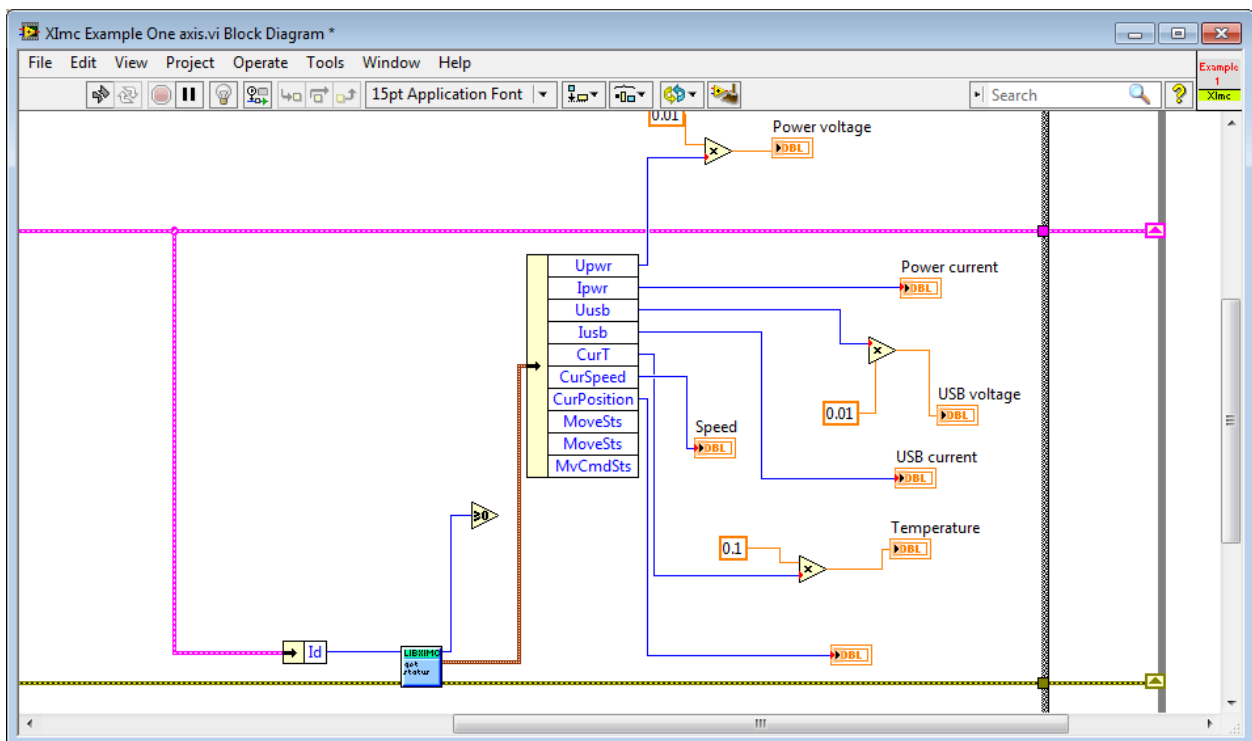 XImc Example One axis.vi Block Diagram *
File Edit View Project Operate Tools Window Help
15pt Application Font
Search
?
Example
1
XImc
0.01
Power voltage
DBL
Upwr
Ipwr
Uusb
Iusb
CurT
CurSpeed
CurPosition
MoveSts
MoveSts
MvCmdSts
Power current
DBL
x
x
USB voltage
DBL
0.01
Speed
DBL
USB current
DBL
≥0
Temperature
DBL
0.1
x
Id
LIBXIMC
get
status
DBL